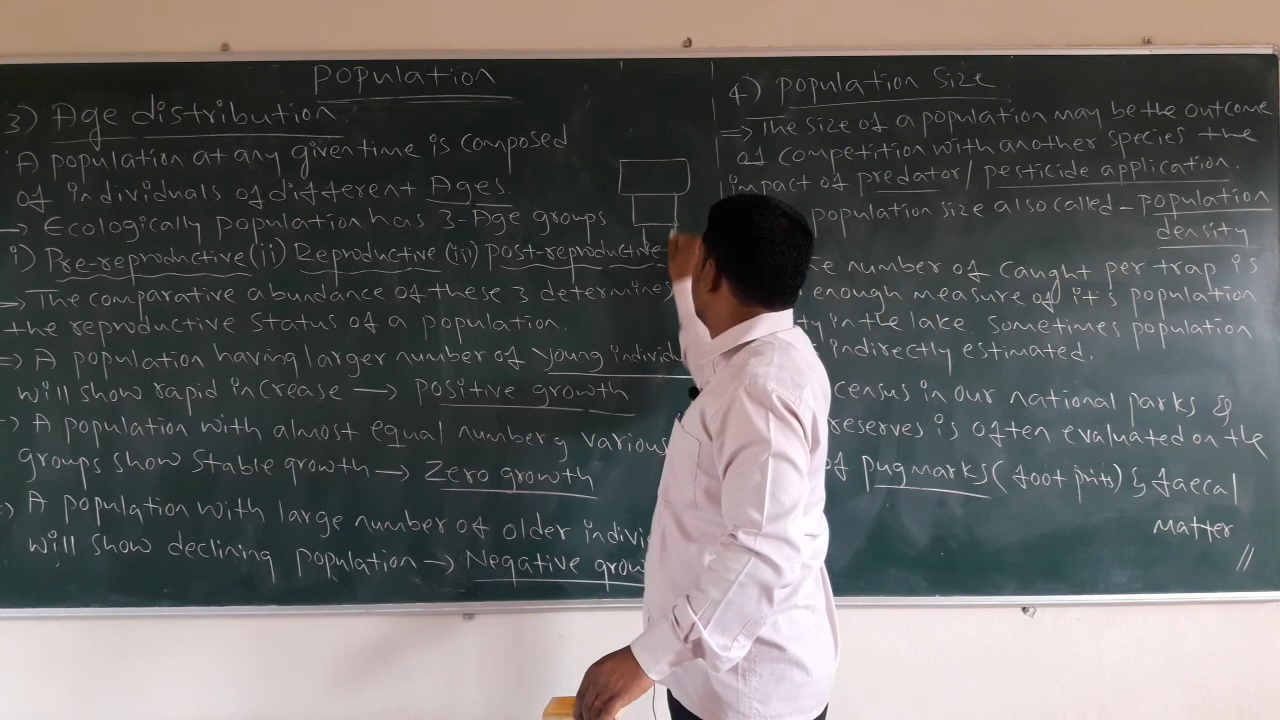 Population
3) Age distribution.
A population at any given time is composed
of individuals of different Ages.
→ Ecologically population has 3-Age groups
i) Pre-reproductive (ii) Reproductive (iii) Post-reproductive
→ The comparative abundance of these 3 determines
the reproductive status of a population.
⇒ A population having larger number of young individ
will show rapid increase → positive growth
A population with almost equal number of various
groups show stable growth → Zero growth
A population with large number of older indivi
will show declining population → Negative grow
4) population size
⇒ The size of a population may be the outcome
of competition with another species the
impact of predator/pesticide application.
population size also called - population
density
number of caught per trap is
enough measure of it's population
in the lake. Sometimes population
indirectly estimated.
census in our national parks &
reserves is often evaluated on the
of pugmarks (foot print) & faecal
matter